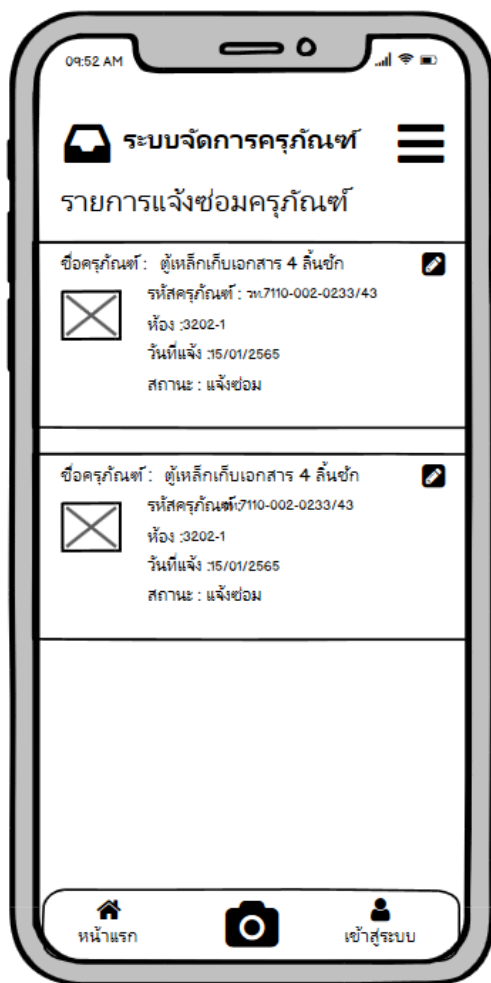 09:52 AM
ระบบจัดการครุภัณฑ์
รายการแจ้งซ่อมครุภัณฑ์
ชื่อครุภัณฑ์ : ตู้เหล็กเก็บเอกสาร 4 ลิ้นชัก
รหัสครุภัณฑ์ : วท.7110-002-0233/43
ห้อง :3202-1
วันที่แจ้ง :15/01/2565
สถานะ : แจ้งซ่อม
ชื่อครุภัณฑ์ : ตู้เหล็กเก็บเอกสาร 4 ลิ้นชัก
รหัสครุภัณฑ์ :7110-002-0233/43
ห้อง :3202-1
วันที่แจ้ง :15/01/2565
สถานะ : แจ้งซ่อม
หน้าแรก
เข้าสู่ระบบ